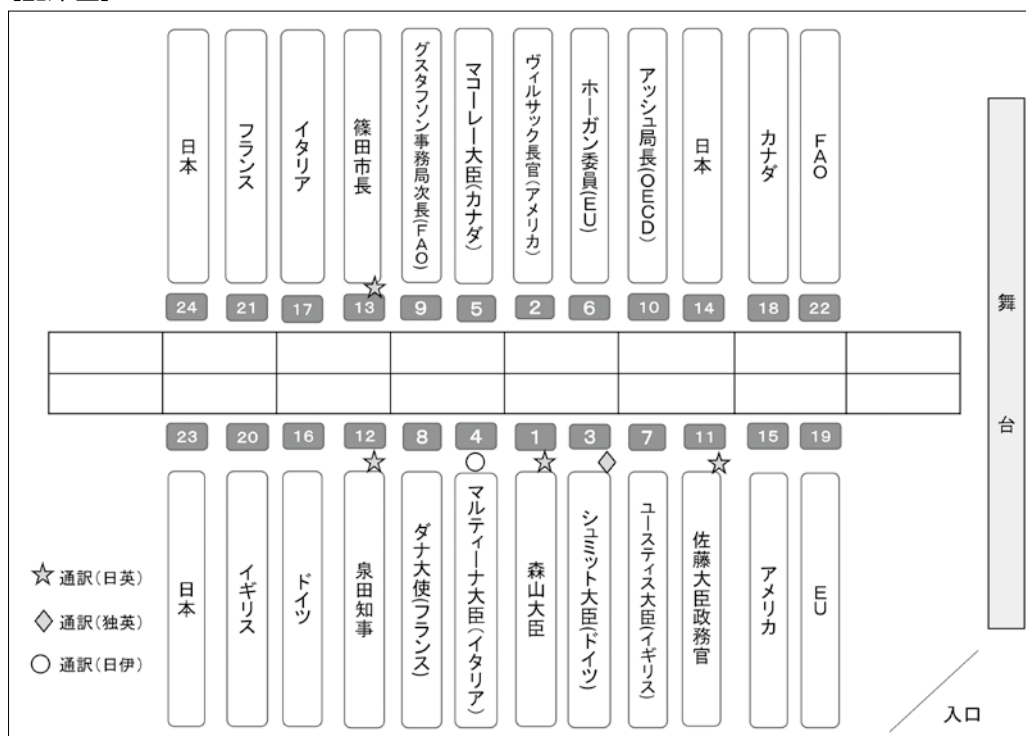 日本
フランス
イタリア
篠田市長
グスタフソン事務局次長(FAO)
マコーレー大臣(カナダ)
ヴィルサック長官(アメリカ)
ホーガン委員(EU)
アッシュ局長(OECD)
日本
カナダ
FAO
24 21 17 13 9 5 2 6 10 14 18 22
舞台
23 20 16 12 8 4 1 3 7 11 15 19
日本
イギリス
ドイツ
泉田知事
ダナ大使(フランス)
マルティーナ大臣(イタリア)
森山大臣
シュミット大臣(ドイツ)
ユースティス大臣(イギリス)
佐藤大臣政務官
アメリカ
EU
☆ 通訳(日英)
◇ 通訳(独英)
○ 通訳(日伊)
入口